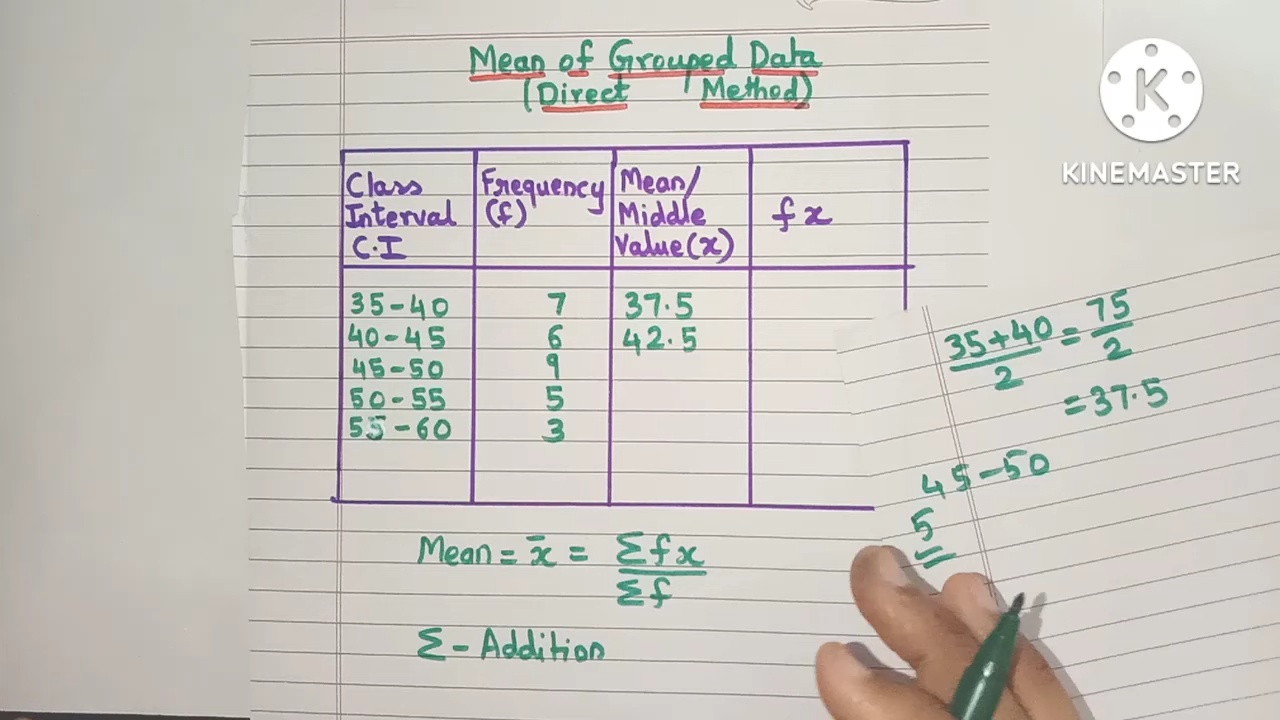 Mean of Grouped Data
(Direct Method)
Class Interval C.I
Frequency (f)
Mean/ Middle Value(x)
fx
35-40 7 37.5
40-45 6 42.5
45-50 9
50-55 5
55-60 3
Mean = x̄ = Σfx / Σf
Σ - Addition
35+40 / 2 = 75 / 2
= 37.5
45-50
5
K
KINEMASTER